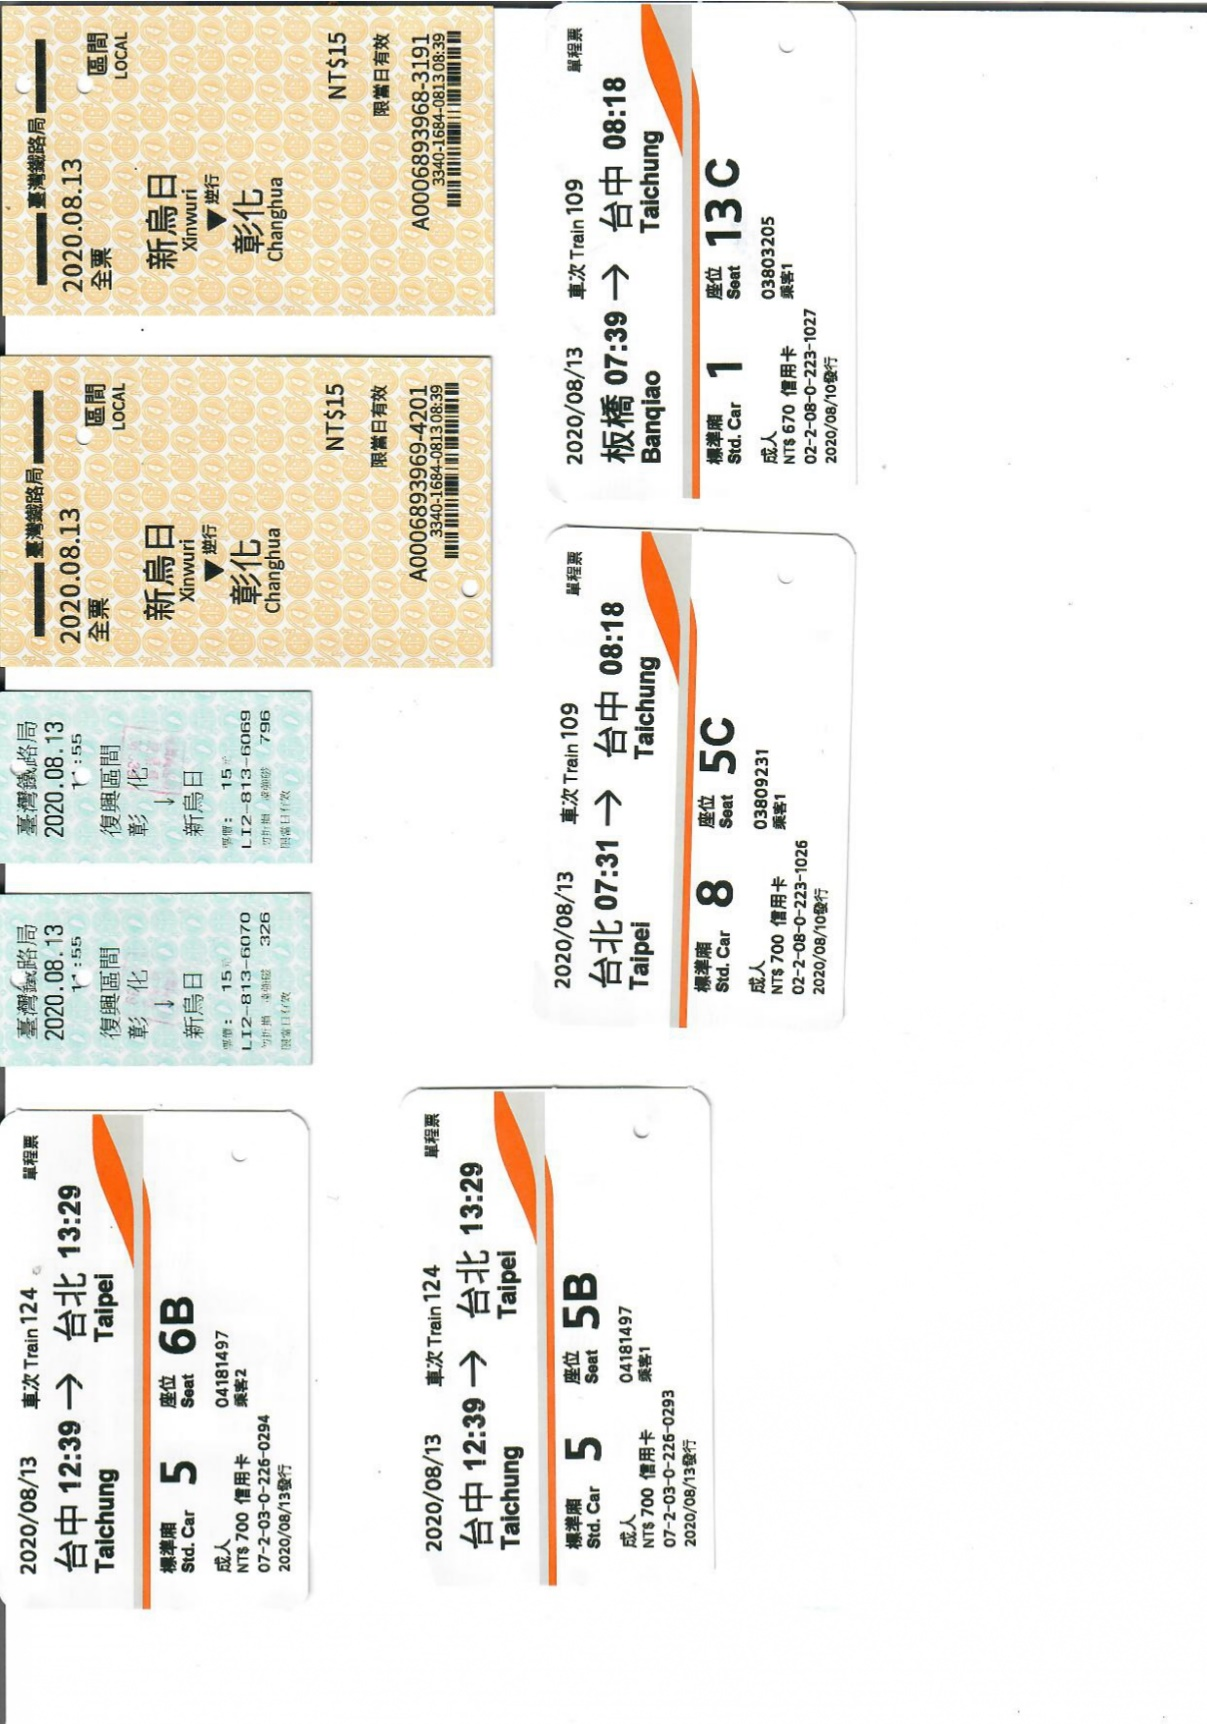 臺灣鐵路局
2020.08.13 區間
全票 LOCAL
新烏日
Xinwuri
▼逆行
彰化
Changhua
NT$15
限當日有效
A0006893968-3191
3340-1684-0813 08:39
臺灣鐵路局
2020.08.13 區間
全票 LOCAL
新烏日
Xinwuri
▼逆行
彰化
Changhua
NT$15
限當日有效
A0006893969-4201
3340-1684-0813 08:39
臺灣鐵路局
2020.08.13
:55
復興區間
彰 化
↓
新烏日
票價: 15元
LI2-813-6069
796
限當日有效
臺灣鐵路局
2020.08.13
:55
復興區間
彰 化
↓
新烏日
票價: 15元
LI2-813-6070
326
限當日有效
單程票
2020/08/13 車次 Train 109
板橋 07:39 → 台中 08:18
Banqiao Taichung
標準廂 1 座位 13C
Std. Car Seat
成人 03803205
NT$ 670 信用卡 乘客1
02-2-08-0-223-1027
2020/08/10發行
單程票
2020/08/13 車次 Train 109
台北 07:31 → 台中 08:18
Taipei Taichung
標準廂 8 座位 5C
Std. Car Seat
成人 03809231
NT$ 700 信用卡 乘客1
02-2-08-0-223-1026
2020/08/10發行
單程票
2020/08/13 車次 Train 124
台中 12:39 → 台北 13:29
Taichung Taipei
標準廂 5 座位 6B
Std. Car Seat
成人 04181497
NT$ 700 信用卡 乘客2
07-2-03-0-226-0294
2020/08/13發行
單程票
2020/08/13 車次 Train 124
台中 12:39 → 台北 13:29
Taichung Taipei
標準廂 5 座位 5B
Std. Car Seat
成人 04181497
NT$ 700 信用卡 乘客1
07-2-03-0-226-0293
2020/08/13發行